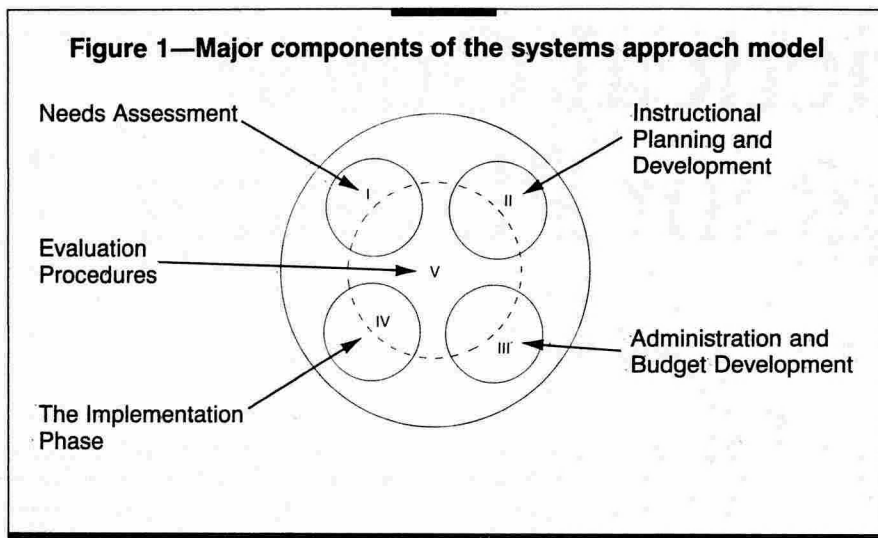 Figure 1—Major components of the systems approach model
Needs Assessment
Instructional
Planning and
Development
I
II
Evaluation
Procedures
V
IV
III
Administration and
Budget Development
The Implementation
Phase